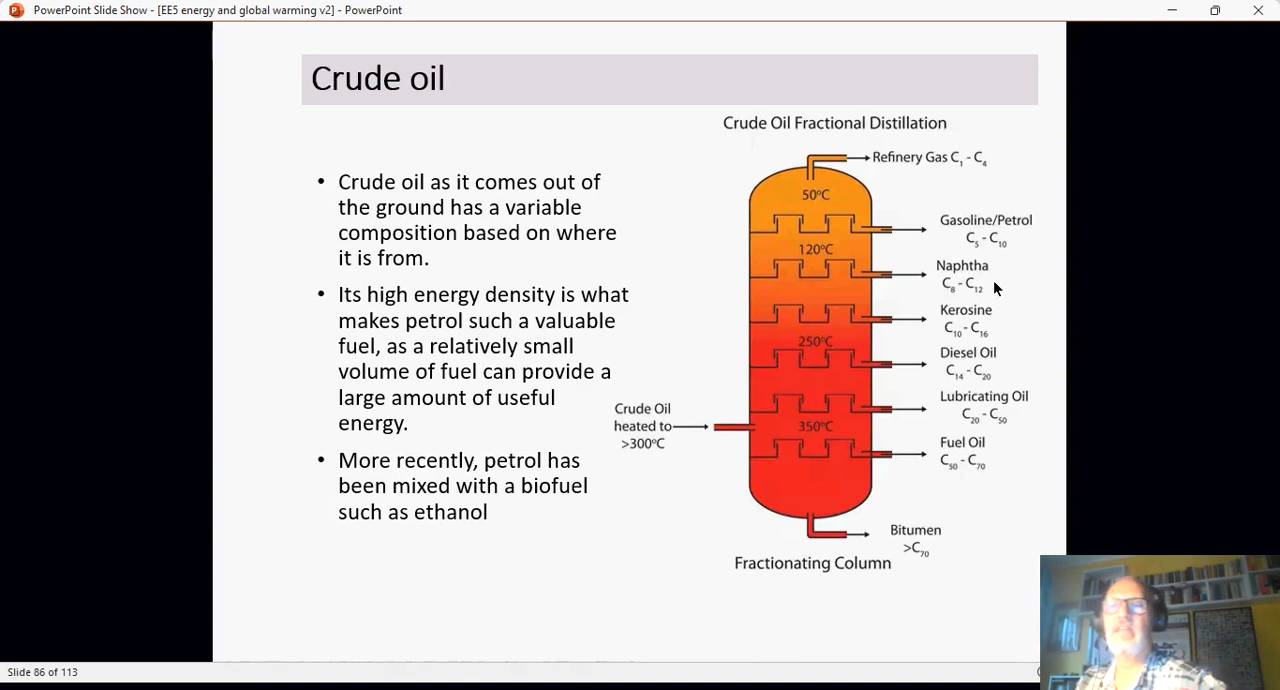 PowerPoint Slide Show - [EE5 energy and global warming v2] - PowerPoint
Crude oil
• Crude oil as it comes out of
the ground has a variable
composition based on where
it is from.
• Its high energy density is what
makes petrol such a valuable
fuel, as a relatively small
volume of fuel can provide a
large amount of useful
energy.
• More recently, petrol has
been mixed with a biofuel
such as ethanol
Crude Oil Fractional Distillation
Refinery Gas C₁ - C₄
50°C
Gasoline/Petrol
C₅ - C₁₀
120°C
Naphtha
C₈ - C₁₂
Kerosine
C₁₀ - C₁₆
250°C
Diesel Oil
C₁₄ - C₂₀
Lubricating Oil
C₂₀ - C₅₀
Crude Oil
heated to
>300°C
350°C
Fuel Oil
C₅₀ - C₇₀
Bitumen
>C₇₀
Fractionating Column
Slide 86 of 113